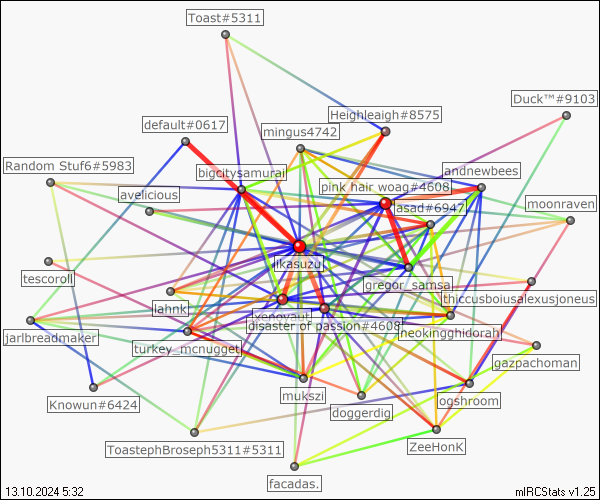 Toast#5311
Duck™#9103
Heighleigh#8575
default#0617
mingus4742
Random Stuf6#5983
bigcitysamurai
andnewbees
pink hair woag#4608
avelicious
moonraven
asad#6947
ikasuzu
tescoroll
gregor_samsa
thiccusboiusalexusjoneus
lahnk
xenovaut
disaster of passion#4608
neokingghidorah
jarlbreadmaker
turkey_mcnugget
gazpachoman
mukszi
ogshroom
Knowun#6424
doggerdig
ZeeHonK
ToastephBroseph5311#5311
facadas.
13.10.2024 5:32
mIRCStats v1.25